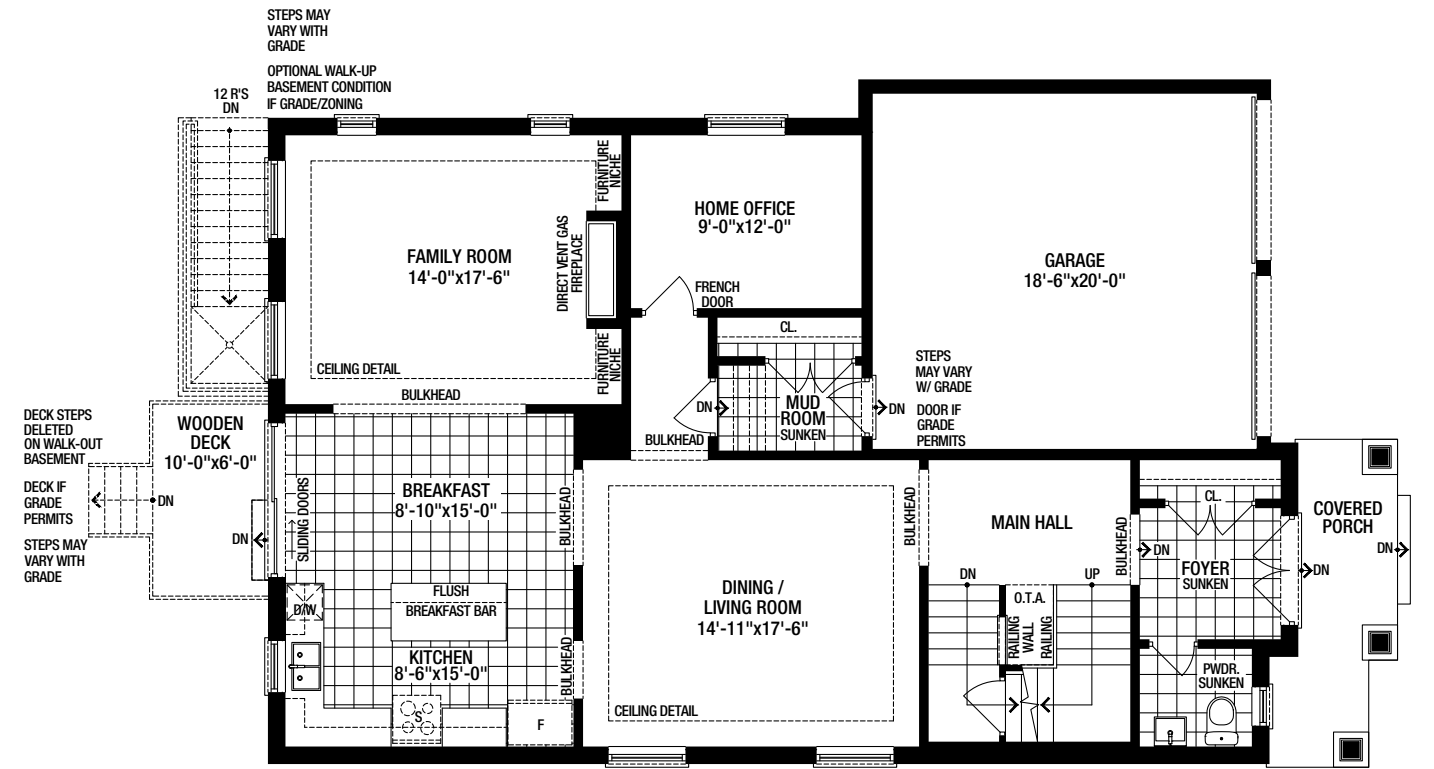 STEPS MAY
VARY WITH
GRADE
OPTIONAL WALK-UP
BASEMENT CONDITION
IF GRADE/ZONING
12 R'S
DN
FURNITURE
NICHE
HOME OFFICE
9'-0"x12'-0"
FAMILY ROOM
14'-0"x17'-6"
DIRECT VENT GAS
FIREPLACE
GARAGE
18'-6"x20'-0"
FRENCH
DOOR
CL.
FURNITURE
NICHE
CEILING DETAIL
BULKHEAD
STEPS
MAY VARY
W/ GRADE
DN
MUD
ROOM
SUNKEN
DN
DOOR IF
GRADE
PERMITS
BULKHEAD
DECK STEPS
DELETED
ON WALK-OUT
BASEMENT
DECK IF
GRADE
PERMITS
STEPS MAY
VARY WITH
GRADE
WOODEN
DECK
10'-0"x6'-0"
DN
DN
SLIDING DOORS
BREAKFAST
8'-10"x15'-0"
BULKHEAD
BULKHEAD
MAIN HALL
BULKHEAD
CL.
COVERED
PORCH
DN
DN
FOYER
SUNKEN
DN
DN
UP
O.T.A.
RAILING
WALL
RAILING
D/W
FLUSH
BREAKFAST BAR
DINING /
LIVING ROOM
14'-11"x17'-6"
KITCHEN
8'-6"x15'-0"
BULKHEAD
PWDR.
SUNKEN
S
F
CEILING DETAIL